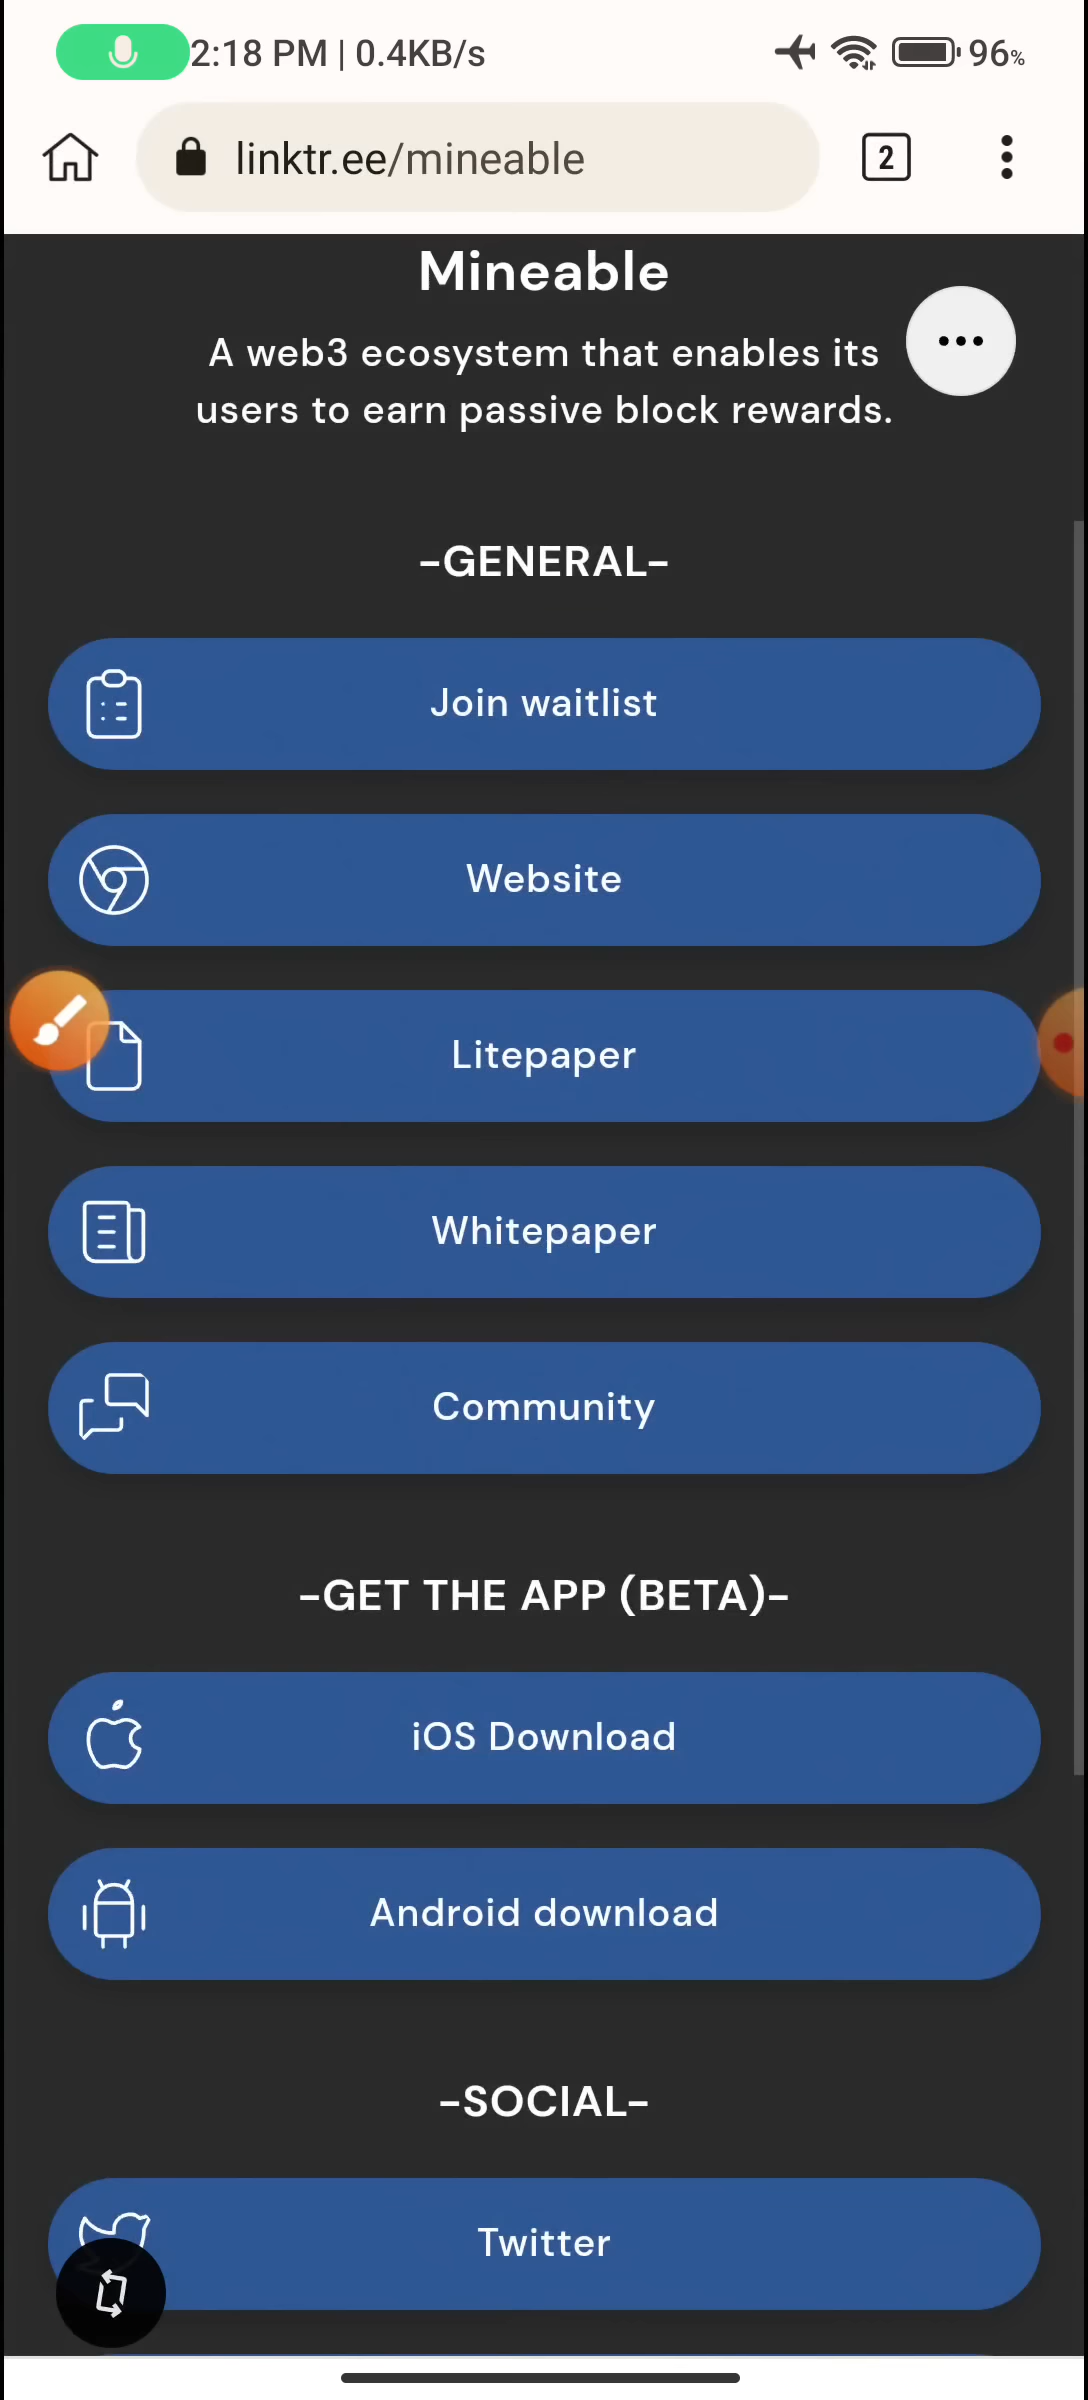 2:18 PM | 0.4KB/s 96%
linktr.ee/mineable 2
Mineable
A web3 ecosystem that enables its
users to earn passive block rewards.
-GENERAL-
Join waitlist
Website
Litepaper
Whitepaper
Community
-GET THE APP (BETA)-
iOS Download
Android download
-SOCIAL-
Twitter